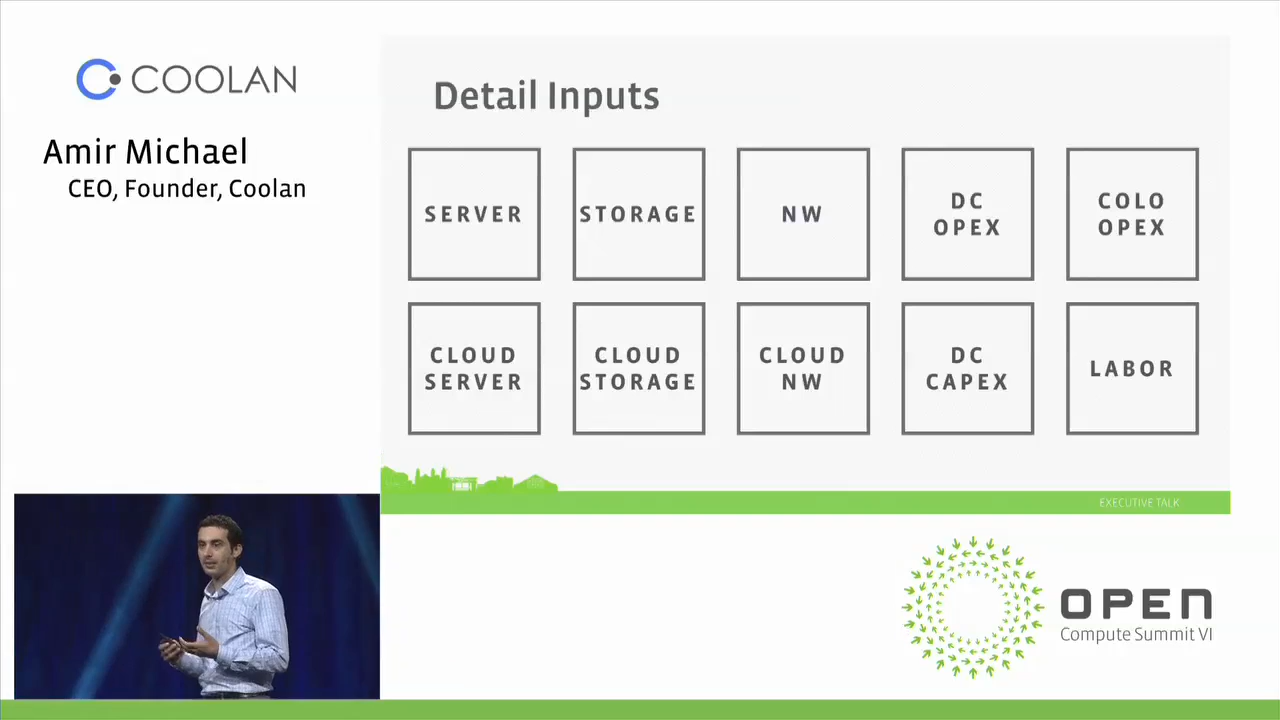 COOLAN
Amir Michael
CEO, Founder, Coolan
Detail Inputs
SERVER
STORAGE
NW
DC
OPEX
COLO
OPEX
CLOUD
SERVER
CLOUD
STORAGE
CLOUD
NW
DC
CAPEX
LABOR
EXECUTIVE TALK
OPEN
Compute Summit VI